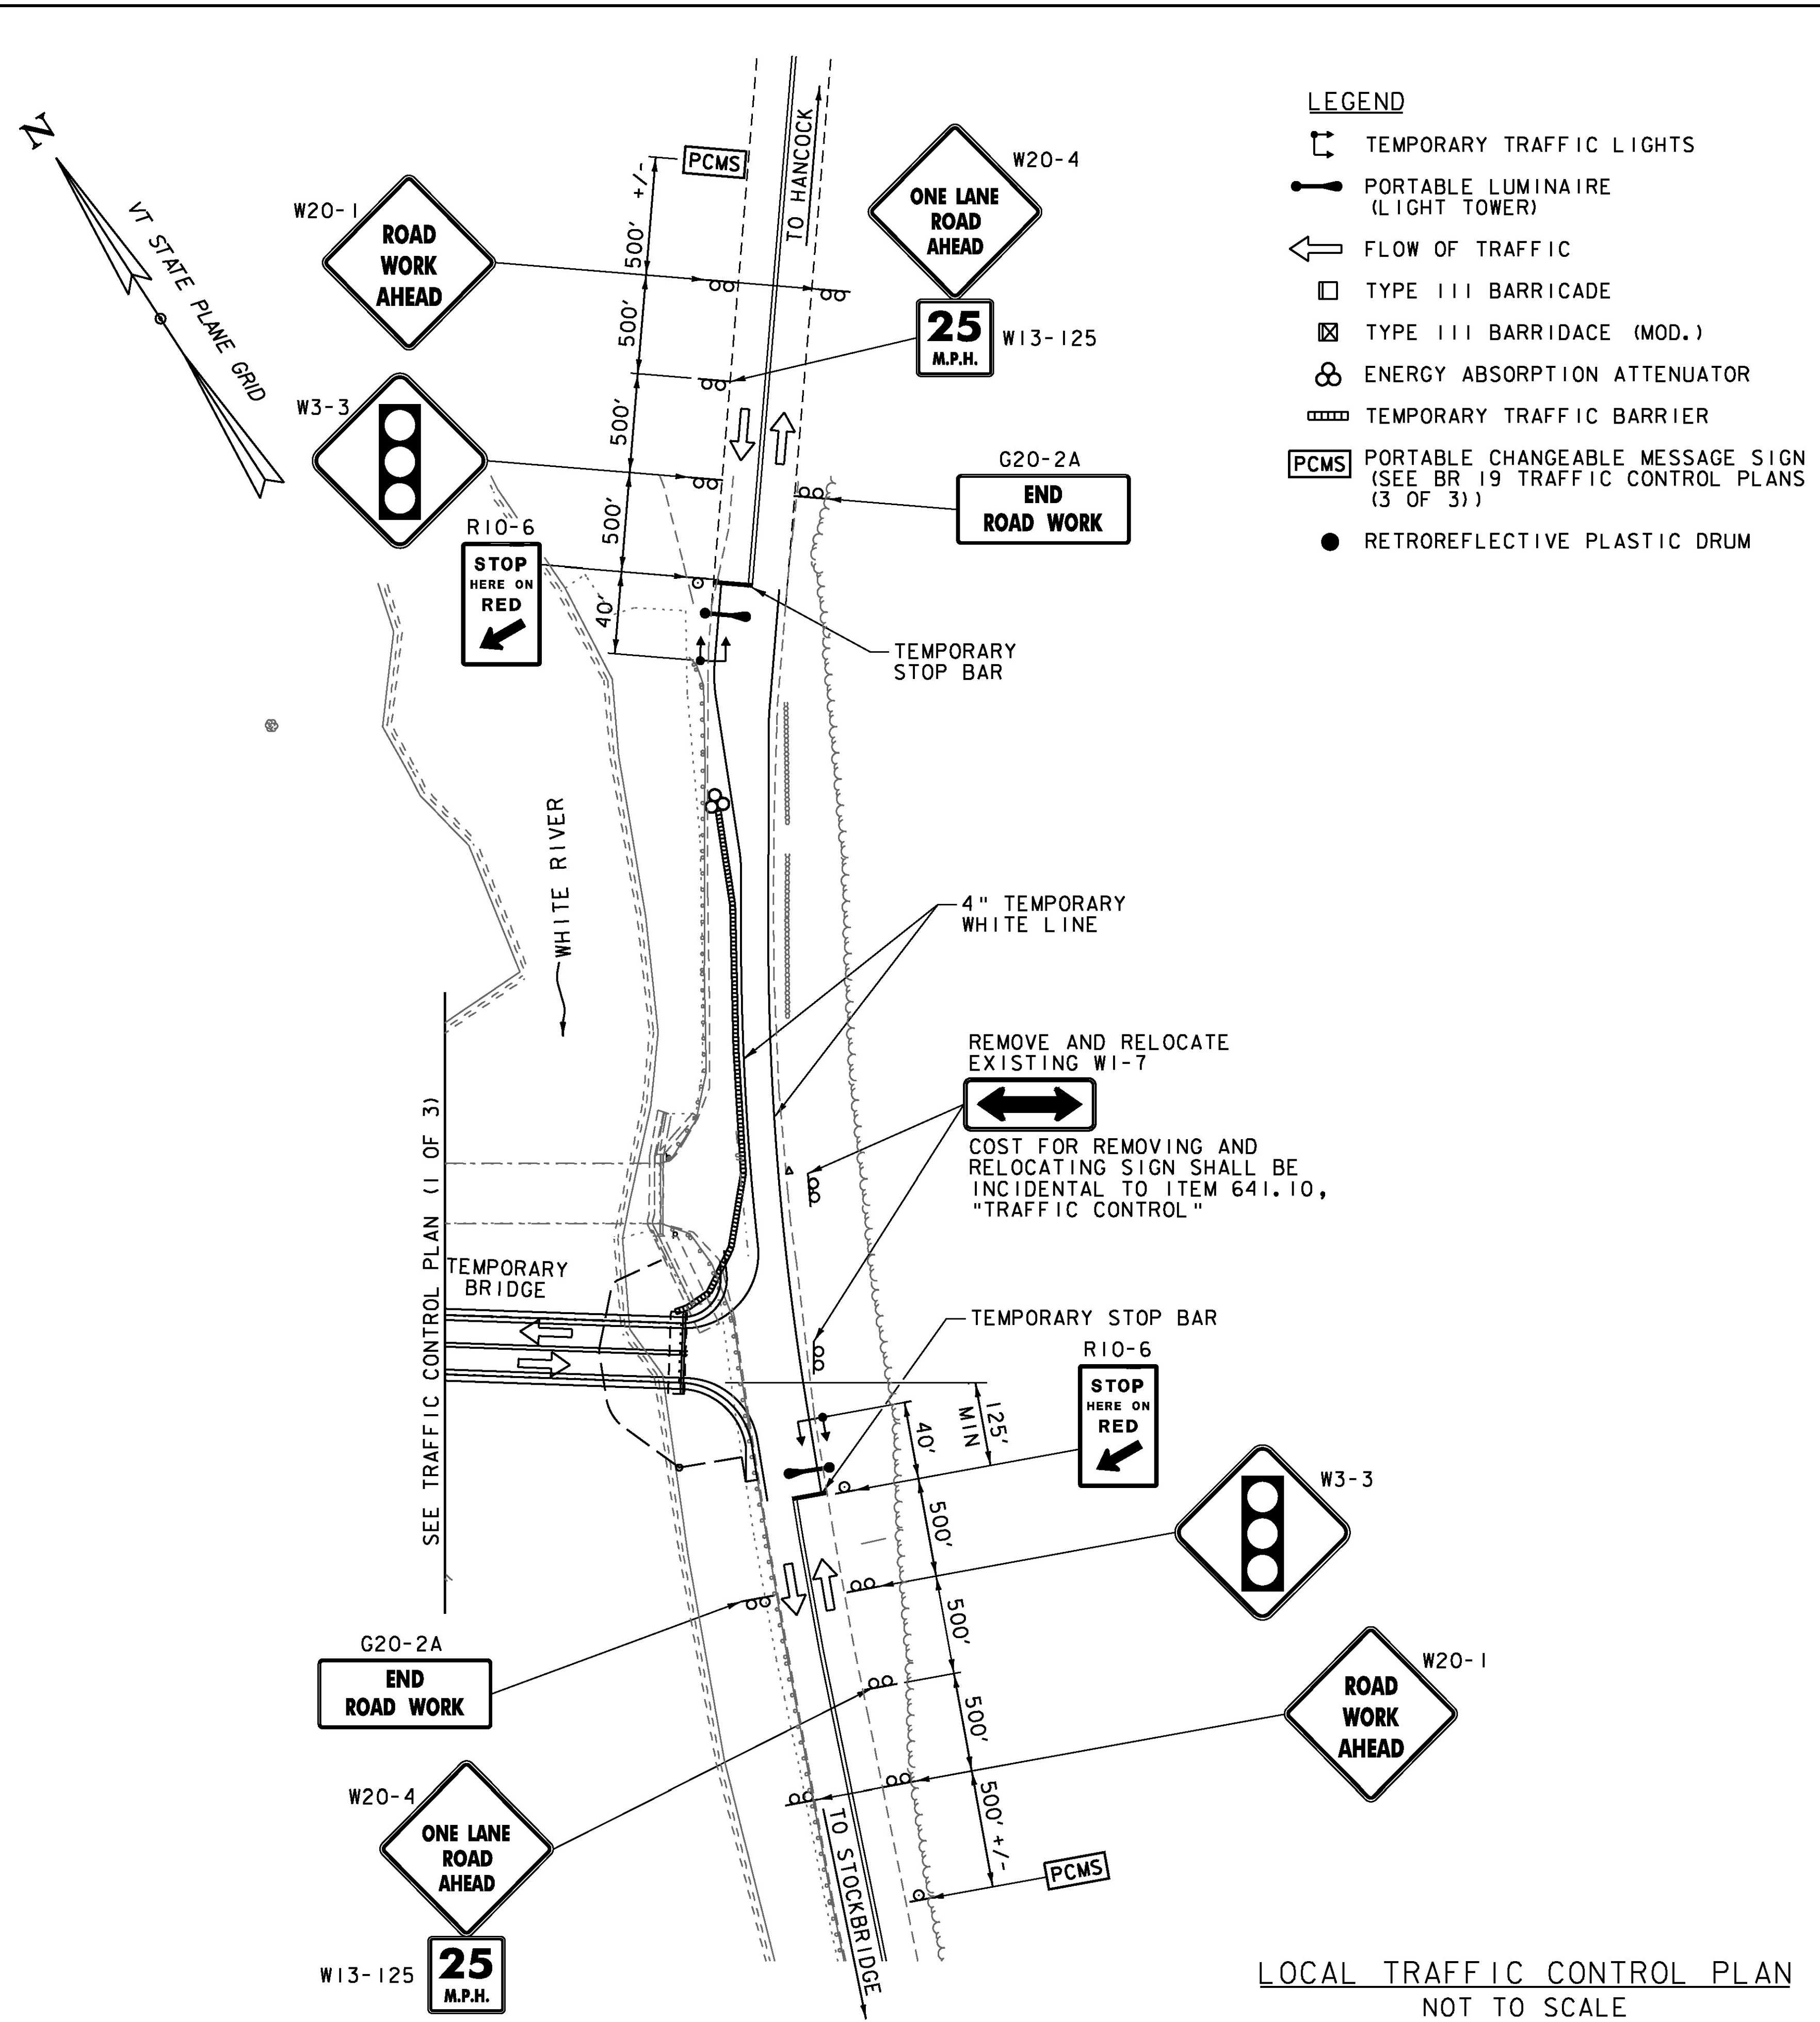 N
VT STATE PLANE GRID
W20-1
ROAD
WORK
AHEAD
W3-3
R10-6
STOP
HERE ON
RED
PCMS
500' +/-
500'
500'
500'
40'
TO HANCOCK
W20-4
ONE LANE
ROAD
AHEAD
25
M.P.H.
W13-125
G20-2A
END
ROAD WORK
TEMPORARY
STOP BAR
LEGEND
TEMPORARY TRAFFIC LIGHTS
PORTABLE LUMINAIRE
(LIGHT TOWER)
FLOW OF TRAFFIC
TYPE III BARRICADE
TYPE III BARRIDACE (MOD.)
ENERGY ABSORPTION ATTENUATOR
TEMPORARY TRAFFIC BARRIER
PCMS
PORTABLE CHANGEABLE MESSAGE SIGN
(SEE BR 19 TRAFFIC CONTROL PLANS
(3 OF 3))
RETROREFLECTIVE PLASTIC DRUM
WHITE RIVER
4" TEMPORARY
WHITE LINE
REMOVE AND RELOCATE
EXISTING W1-7
COST FOR REMOVING AND
RELOCATING SIGN SHALL BE
INCIDENTAL TO ITEM 641.10,
"TRAFFIC CONTROL"
SEE TRAFFIC CONTROL PLAN (1 OF 3)
TEMPORARY
BRIDGE
TEMPORARY STOP BAR
R10-6
STOP
HERE ON
RED
125'
MIN
40'
500'
500'
500'
500' +/-
W3-3
W20-1
ROAD
WORK
AHEAD
G20-2A
END
ROAD WORK
W20-4
ONE LANE
ROAD
AHEAD
W13-125
25
M.P.H.
TO STOCKBRIDGE
PCMS
LOCAL TRAFFIC CONTROL PLAN
NOT TO SCALE